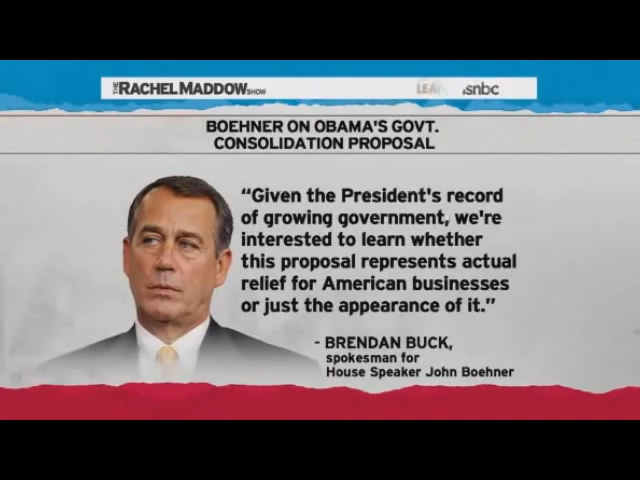 THE RACHEL MADDOW SHOW
LEA msnbc
BOEHNER ON OBAMA'S GOVT.
CONSOLIDATION PROPOSAL
“Given the President's record
of growing government, we're
interested to learn whether
this proposal represents actual
relief for American businesses
or just the appearance of it.”
- BRENDAN BUCK,
spokesman for
House Speaker John Boehner